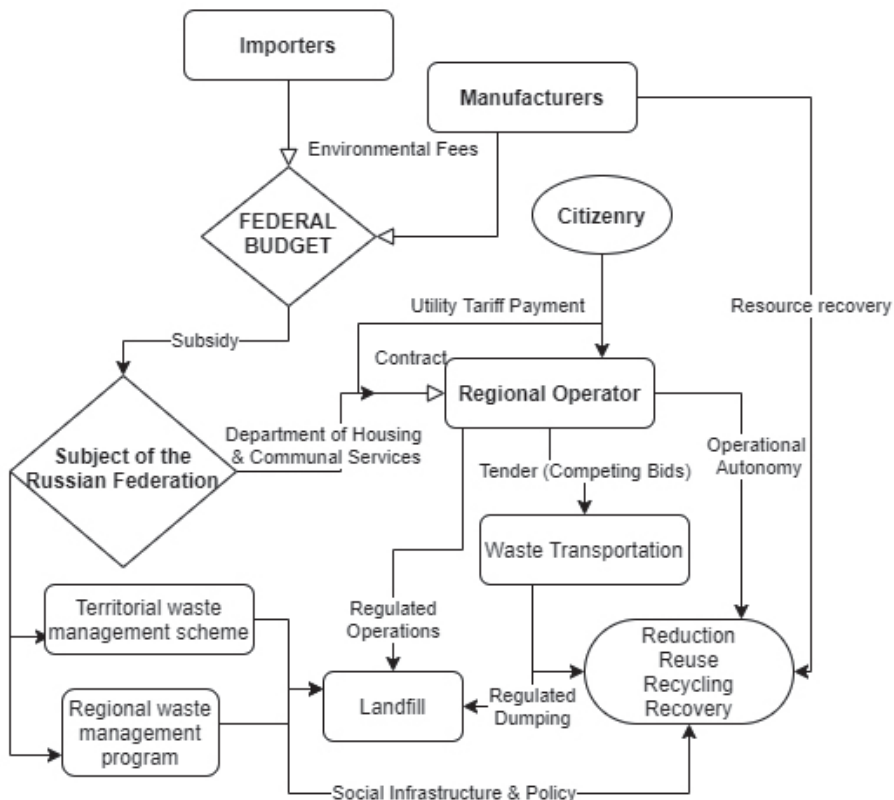 Importers
Manufacturers
Environmental Fees
FEDERAL
BUDGET
Citizenry
Utility Tariff Payment
Resource recovery
Subsidy
Contract
Regional Operator
Department of Housing
& Communal Services
Subject of the
Russian Federation
Operational
Autonomy
Tender (Competing Bids)
Waste Transportation
Territorial waste
management scheme
Regulated
Operations
Reduction
Reuse
Recycling
Recovery
Regional waste
management
program
Landfill
Regulated
Dumping
Social Infrastructure & Policy